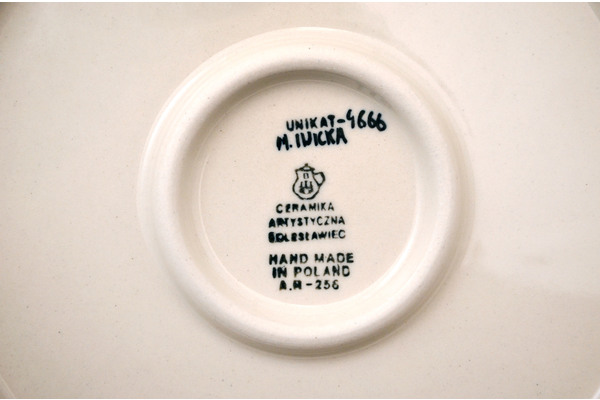 UNIKAT-4666
M. IWICKA
CERAMIKA
ARTYSTYCZNA
BOLESŁAWIEC
HAND MADE
IN POLAND
A.R-256